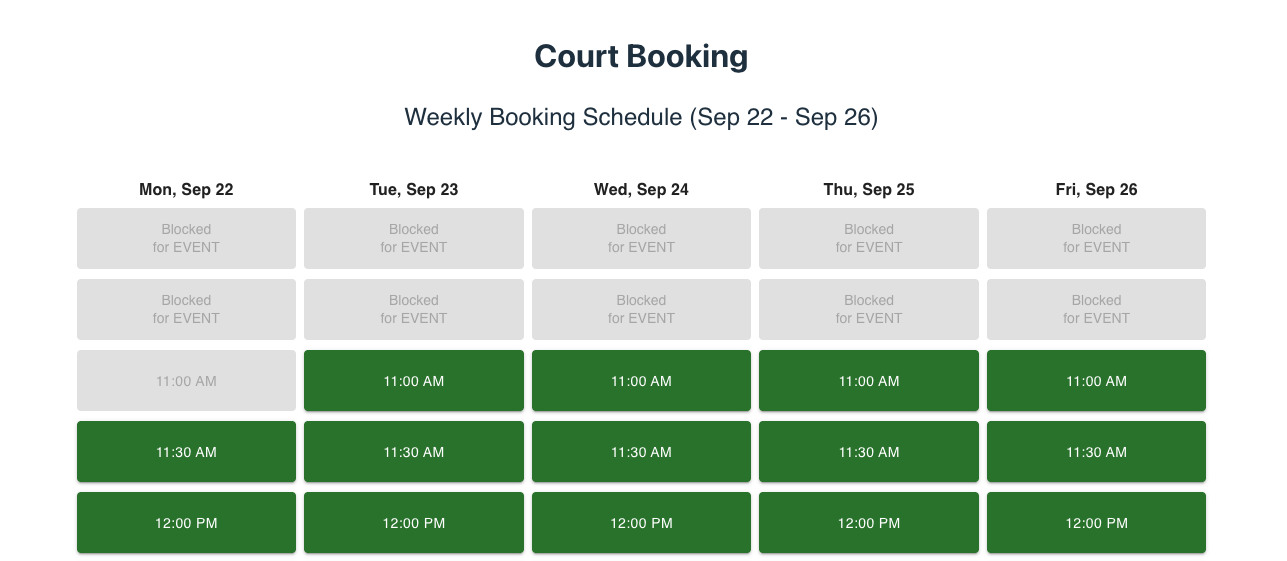 Court Booking
Weekly Booking Schedule (Sep 22 - Sep 26)
Mon, Sep 22 Tue, Sep 23 Wed, Sep 24 Thu, Sep 25 Fri, Sep 26
Blocked Blocked Blocked Blocked Blocked
for EVENT for EVENT for EVENT for EVENT for EVENT
Blocked Blocked Blocked Blocked Blocked
for EVENT for EVENT for EVENT for EVENT for EVENT
11:00 AM 11:00 AM 11:00 AM 11:00 AM 11:00 AM
11:30 AM 11:30 AM 11:30 AM 11:30 AM 11:30 AM
12:00 PM 12:00 PM 12:00 PM 12:00 PM 12:00 PM